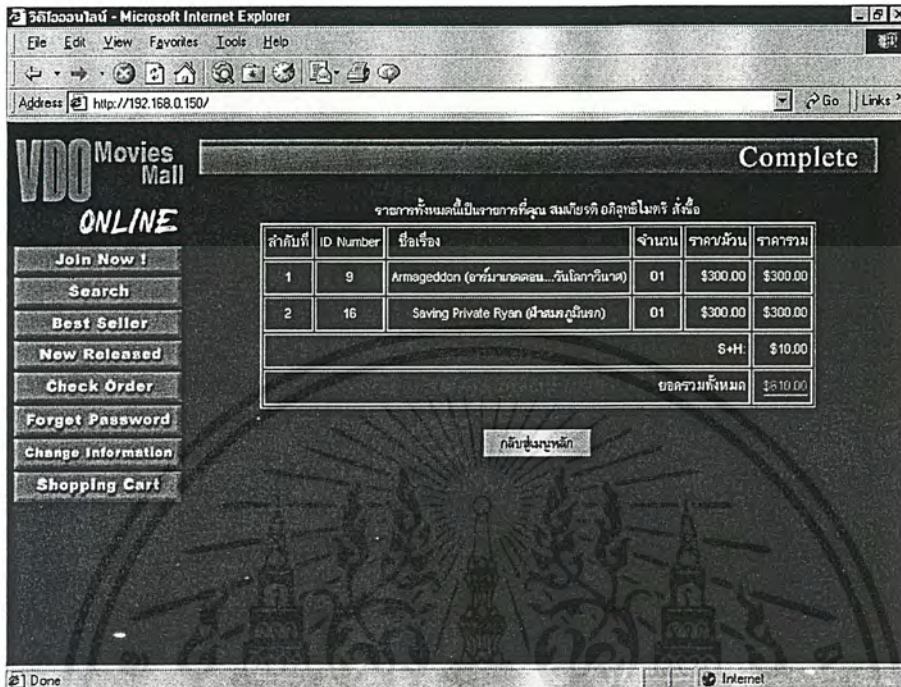 วีดีโอออนไลน์ - Microsoft Internet Explorer
File Edit View Favorites Tools Help
Address http://192.168.0.150/ Go Links »
VDO Movies Mall
ONLINE
Complete
Join Now !
Search
Best Seller
New Released
Check Order
Forget Password
Change Information
Shopping Cart
รายการทั้งหมดนี้เป็นรายการที่คุณ สมเกียรติ อภิสุทธิไมตรี สั่งซื้อ
ลำดับที่ ID Number ชื่อเรื่อง จำนวน ราคา/ม้วน ราคารวม
1 9 Armageddon (อาร์มาเกดดอน...วันโลกาวินาศ) 01 $300.00 $300.00
2 16 Saving Private Ryan (ฝ่าสมรภูมินรก) 01 $300.00 $300.00
S+H: $10.00
ยอดรวมทั้งหมด $610.00
กลับสู่เมนูหลัก
Done Internet